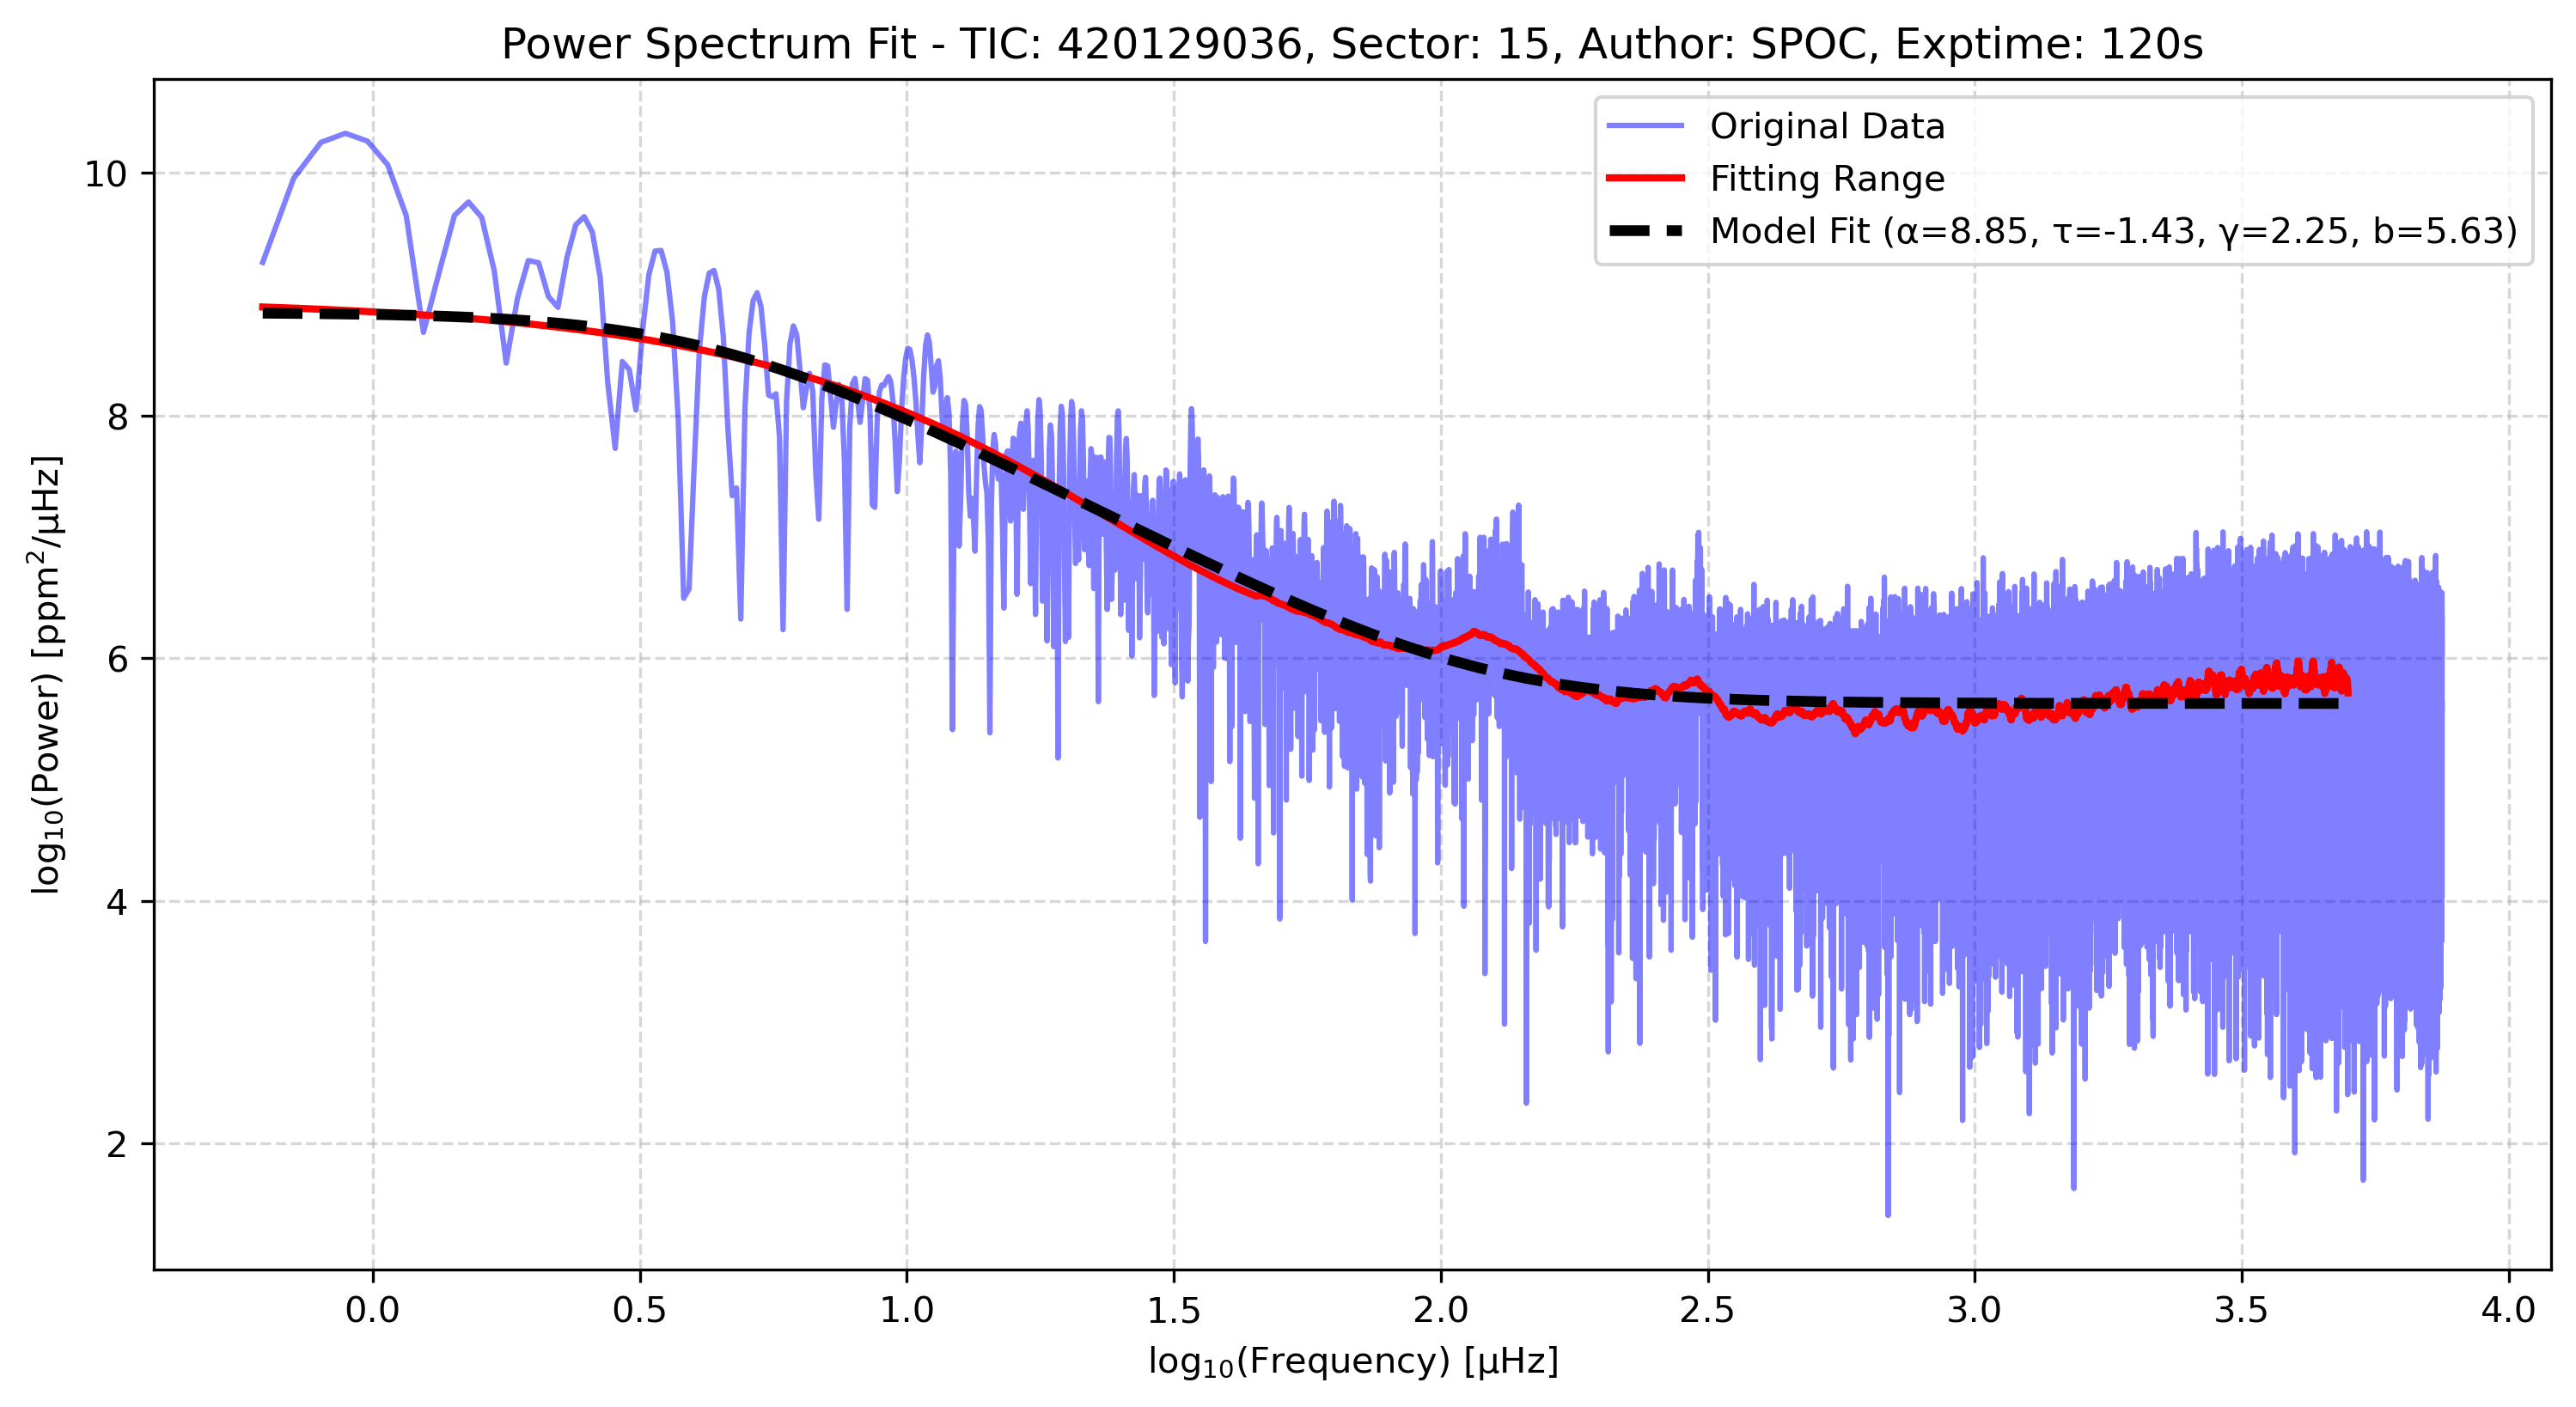 Power Spectrum Fit - TIC: 420129036, Sector: 15, Author: SPOC, Exptime: 120s
Original Data
Fitting Range
Model Fit (α=8.85, τ=-1.43, γ=2.25, b=5.63)
log₁₀(Power) [ppm²/μHz]
10
8
6
4
2
0.0 0.5 1.0 1.5 2.0 2.5 3.0 3.5 4.0
log₁₀(Frequency) [μHz]